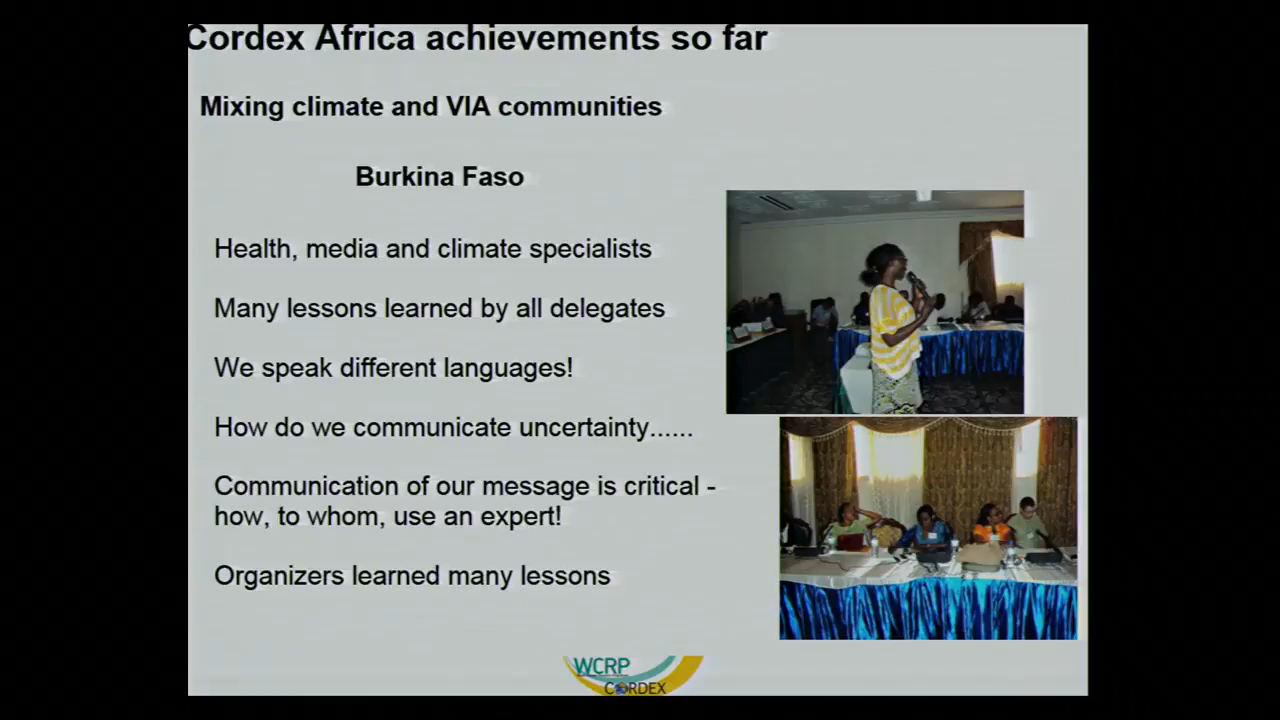 Cordex Africa achievements so far
Mixing climate and VIA communities
Burkina Faso
Health, media and climate specialists
Many lessons learned by all delegates
We speak different languages!
How do we communicate uncertainty......
Communication of our message is critical -
how, to whom, use an expert!
Organizers learned many lessons
WCRP
CORDEX